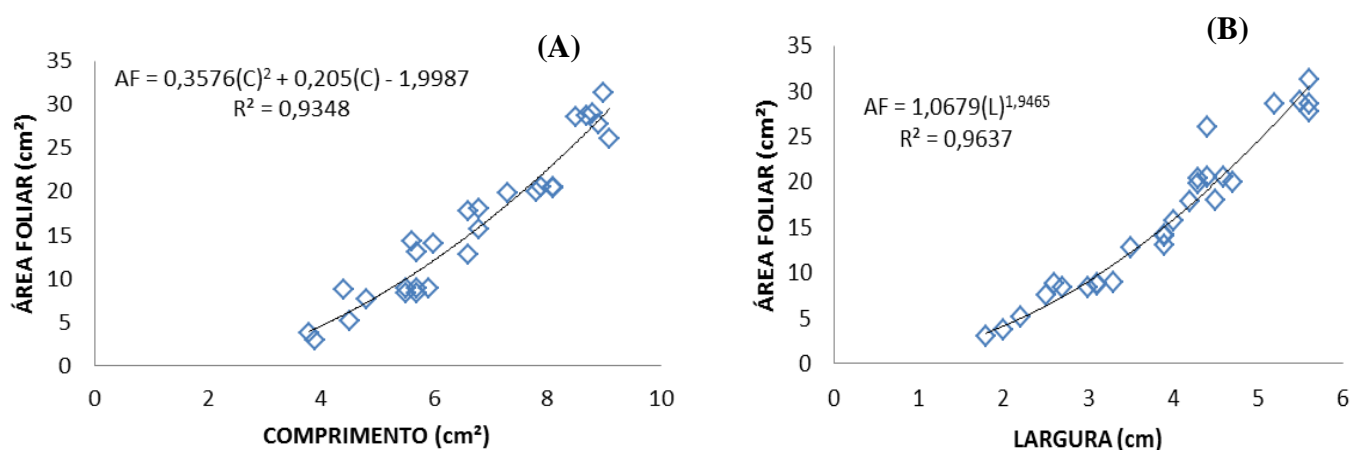 (A)
AF = 0,3576(C)² + 0,205(C) - 1,9987
R² = 0,9348
ÁREA FOLIAR (cm²)
35
30
25
20
15
10
5
0
0 2 4 6 8 10
COMPRIMENTO (cm²)
(B)
AF = 1,0679(L)^1,9465
R² = 0,9637
ÁREA FOLIAR (cm²)
35
30
25
20
15
10
5
0
0 1 2 3 4 5 6
LARGURA (cm)